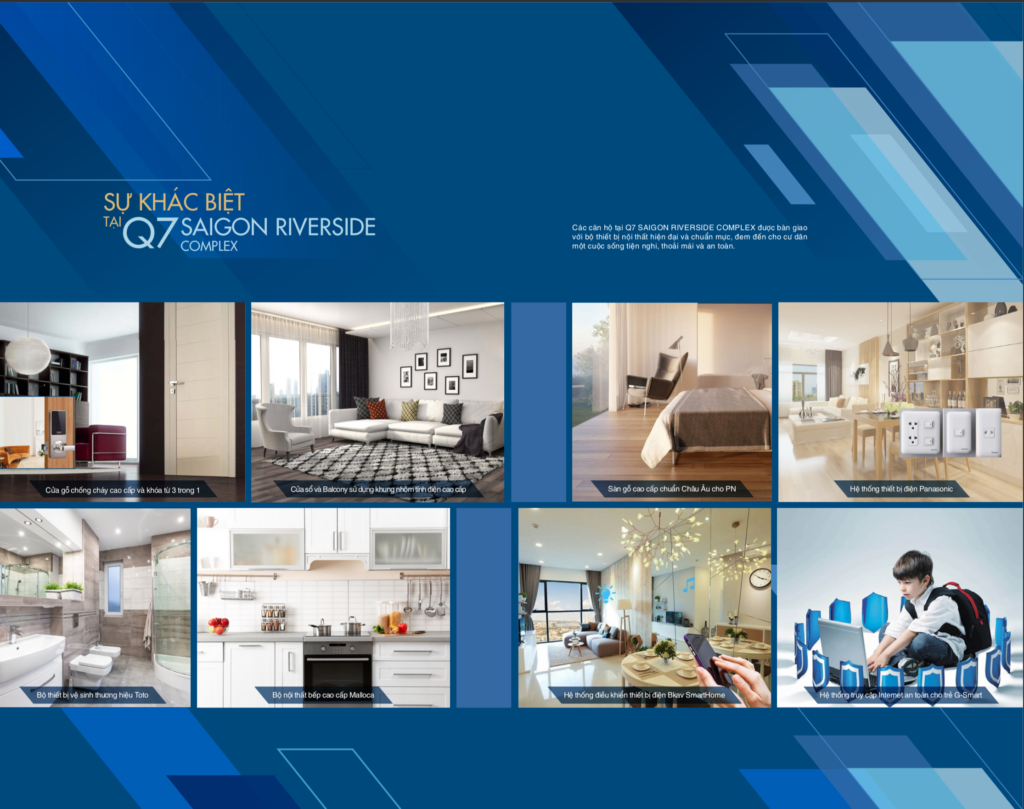 SỰ KHÁC BIỆT
TẠI Q7 SAIGON RIVERSIDE
COMPLEX
Các căn hộ tại Q7 SAIGON RIVERSIDE COMPLEX được bàn giao
với bộ thiết bị nội thất hiện đại và chuẩn mực, đem đến cho cư dân
một cuộc sống tiện nghi, thoải mái và an toàn.
Cửa gỗ chống cháy cao cấp và khóa từ 3 trong 1
Cửa sổ và Balcony sử dụng khung nhôm tĩnh điện cao cấp
Sàn gỗ cao cấp chuẩn Châu Âu cho PN
Hệ thống thiết bị điện Panasonic
Bộ thiết bị vệ sinh thương hiệu Toto
Bộ nội thất bếp cao cấp Malloca
Hệ thống điều khiển thiết bị điện Bkav SmartHome
Hệ thống truy cập Internet an toàn cho trẻ G-Smart